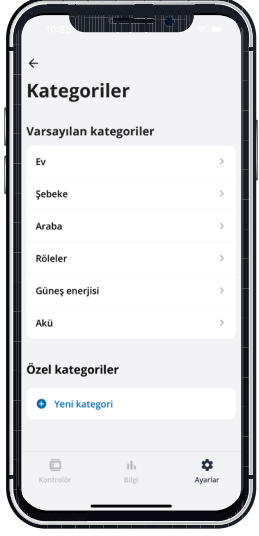 Kategoriler
Varsayılan kategoriler
Ev
Şebeke
Araba
Röleler
Güneş enerjisi
Akü
Özel kategoriler
Yeni kategori
Kontrolör
Bilgi
Ayarlar